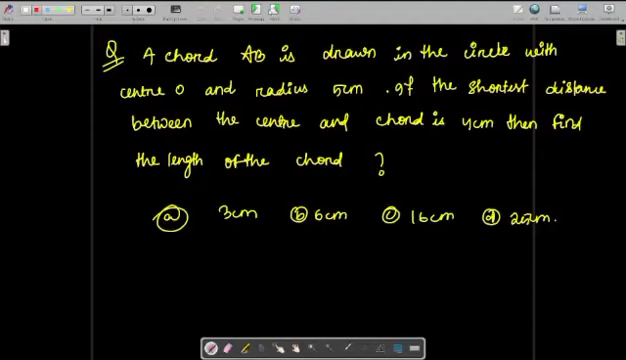 Q A chord AB is drawn in the circle with
centre O and radius 5cm . If the shortest distance
between the centre and chord is 4cm then find
the length of the chord ?
(a) 3cm (b) 6cm (c) 16cm (d)